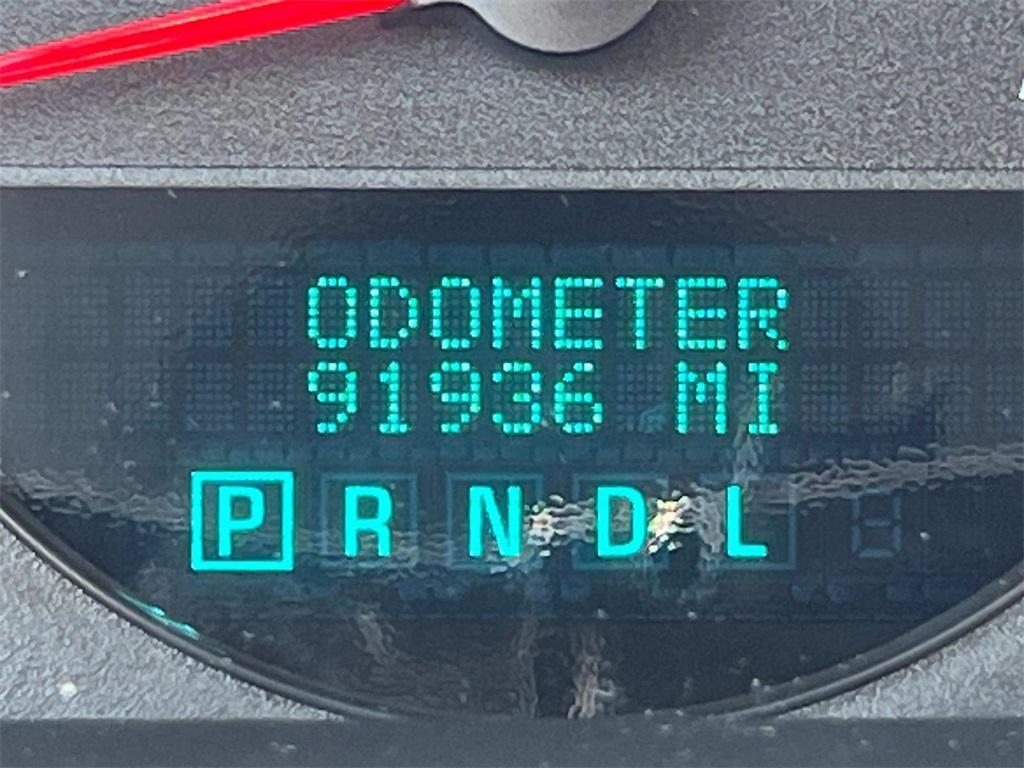 ODOMETER
91936 MI
P R N D L